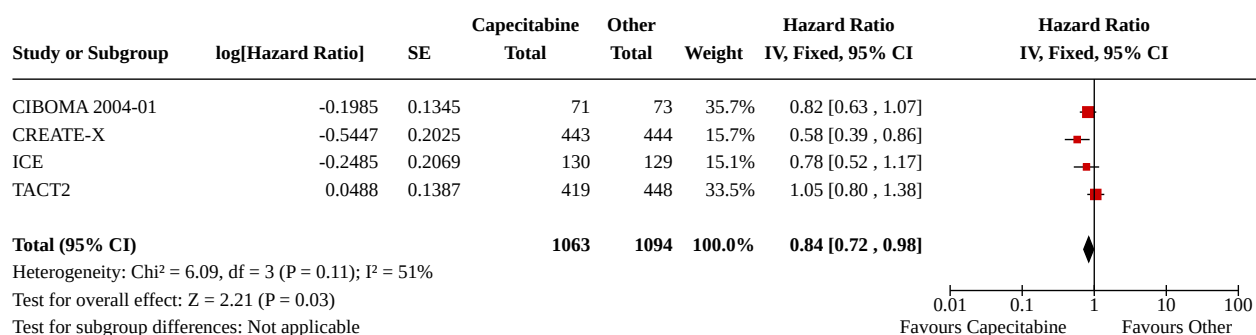 Capecitabine Other Hazard Ratio Hazard Ratio
Study or Subgroup log[Hazard Ratio] SE Total Total Weight IV, Fixed, 95% CI IV, Fixed, 95% CI
CIBOMA 2004-01 -0.1985 0.1345 71 73 35.7% 0.82 [0.63 , 1.07]
CREATE-X -0.5447 0.2025 443 444 15.7% 0.58 [0.39 , 0.86]
ICE -0.2485 0.2069 130 129 15.1% 0.78 [0.52 , 1.17]
TACT2 0.0488 0.1387 419 448 33.5% 1.05 [0.80 , 1.38]
Total (95% CI) 1063 1094 100.0% 0.84 [0.72 , 0.98]
Heterogeneity: Chi² = 6.09, df = 3 (P = 0.11); I² = 51%
Test for overall effect: Z = 2.21 (P = 0.03) 0.01 0.1 1 10 100
Test for subgroup differences: Not applicable Favours Capecitabine Favours Other